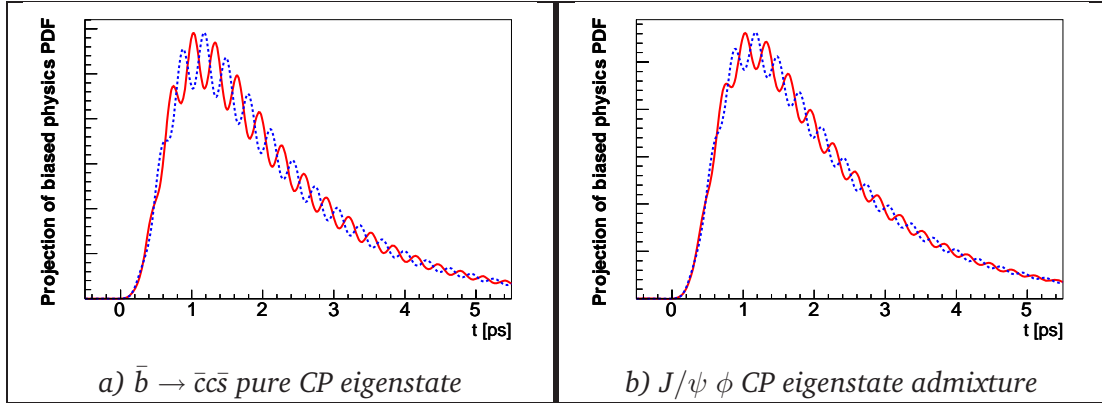 Projection of biased physics PDF
0 1 2 3 4 5
t [ps]
a) b̄ → c̄cs̄ pure CP eigenstate
Projection of biased physics PDF
0 1 2 3 4 5
t [ps]
b) J/ψ ϕ CP eigenstate admixture